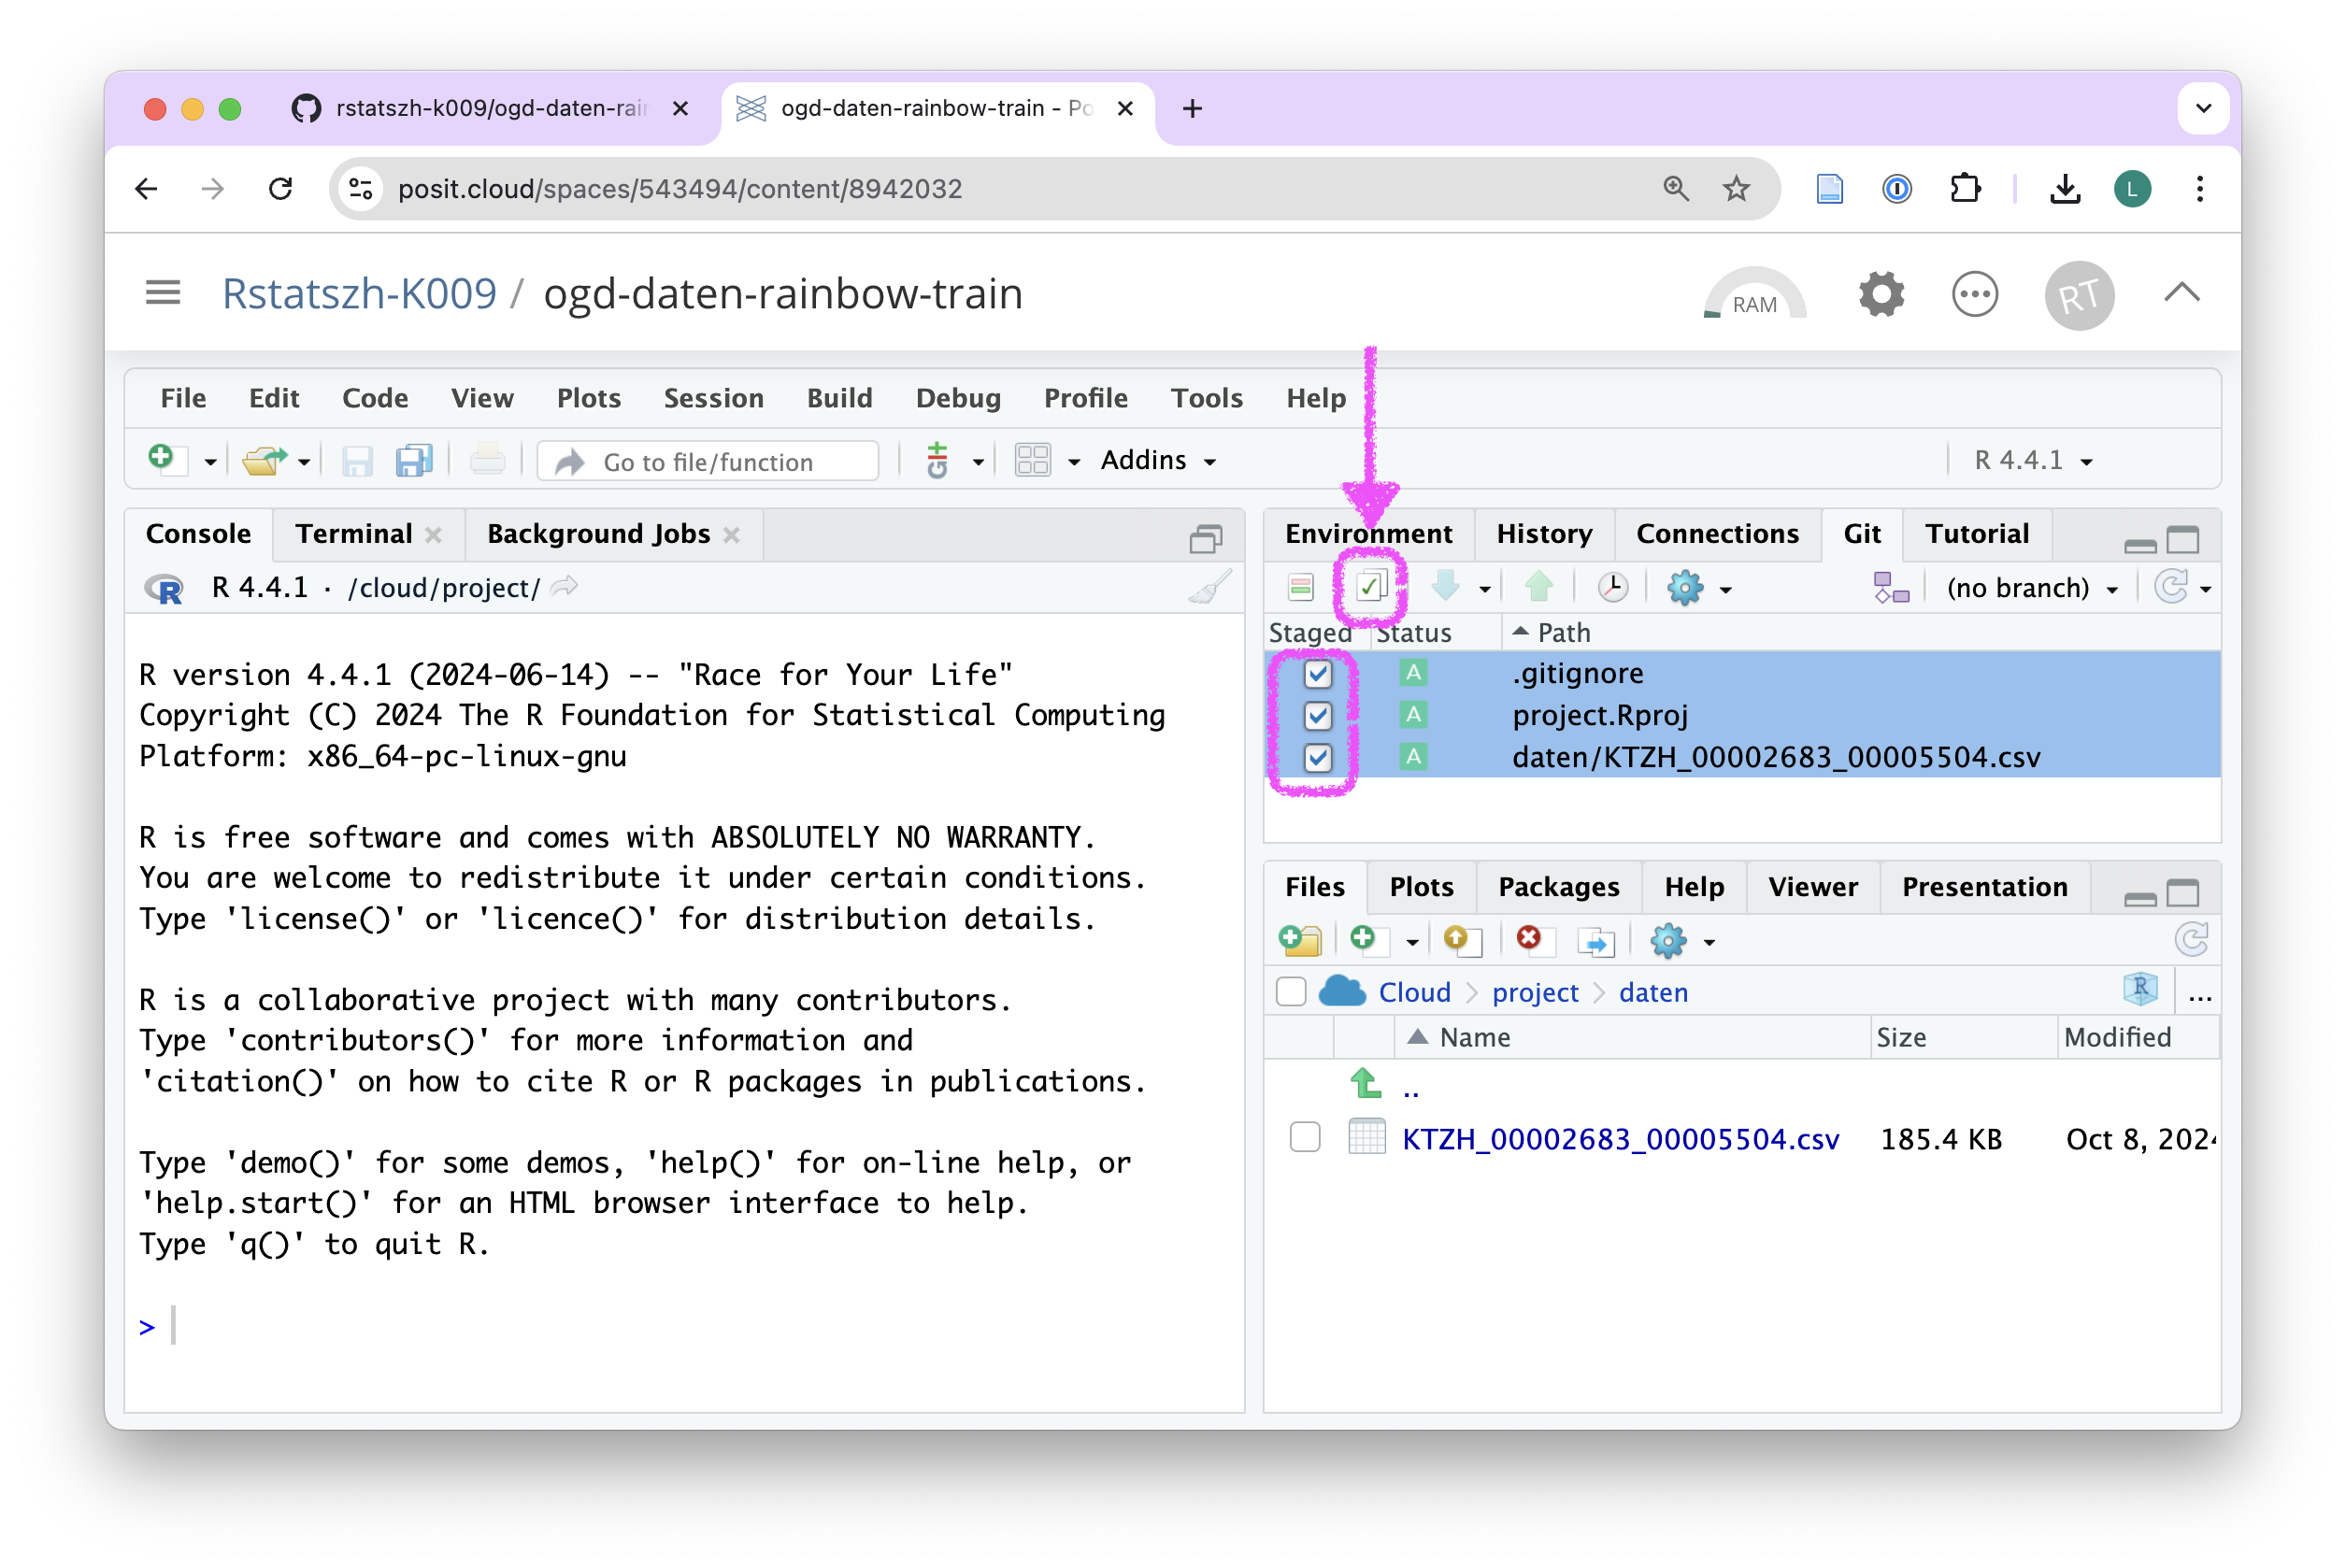 rstatszh-k009/ogd-daten-rai
ogd-daten-rainbow-train - Po
posit.cloud/spaces/543494/content/8942032
L
Rstatszh-K009 / ogd-daten-rainbow-train
RAM
RT
File Edit Code View Plots Session Build Debug Profile Tools Help
Go to file/function
Addins
R 4.4.1
Console Terminal Background Jobs
R 4.4.1 · /cloud/project/
R version 4.4.1 (2024-06-14) -- "Race for Your Life"
Copyright (C) 2024 The R Foundation for Statistical Computing
Platform: x86_64-pc-linux-gnu
R is free software and comes with ABSOLUTELY NO WARRANTY.
You are welcome to redistribute it under certain conditions.
Type 'license()' or 'licence()' for distribution details.
R is a collaborative project with many contributors.
Type 'contributors()' for more information and
'citation()' on how to cite R or R packages in publications.
Type 'demo()' for some demos, 'help()' for on-line help, or
'help.start()' for an HTML browser interface to help.
Type 'q()' to quit R.
>
Environment History Connections Git Tutorial
(no branch)
Staged Status Path
A .gitignore
A project.Rproj
A daten/KTZH_00002683_00005504.csv
Files Plots Packages Help Viewer Presentation
Cloud project daten
R ...
Name Size Modified
..
KTZH_00002683_00005504.csv 185.4 KB Oct 8, 2024